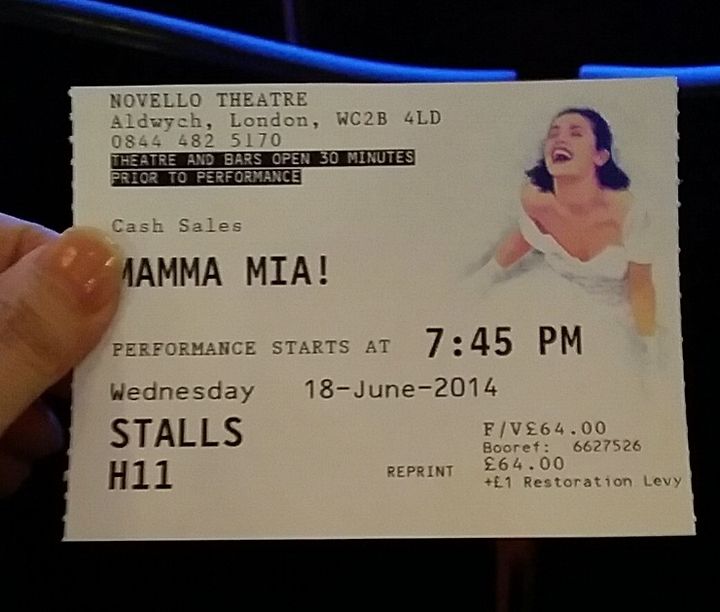 NOVELLO THEATRE
Aldwych, London, WC2B 4LD
0844 482 5170
THEATRE AND BARS OPEN 30 MINUTES
PRIOR TO PERFORMANCE
Cash Sales
MAMMA MIA!
PERFORMANCE STARTS AT 7:45 PM
Wednesday 18-June-2014
STALLS
H11
F/V£64.00
Booref: 6627526
REPRINT £64.00
+£1 Restoration Levy